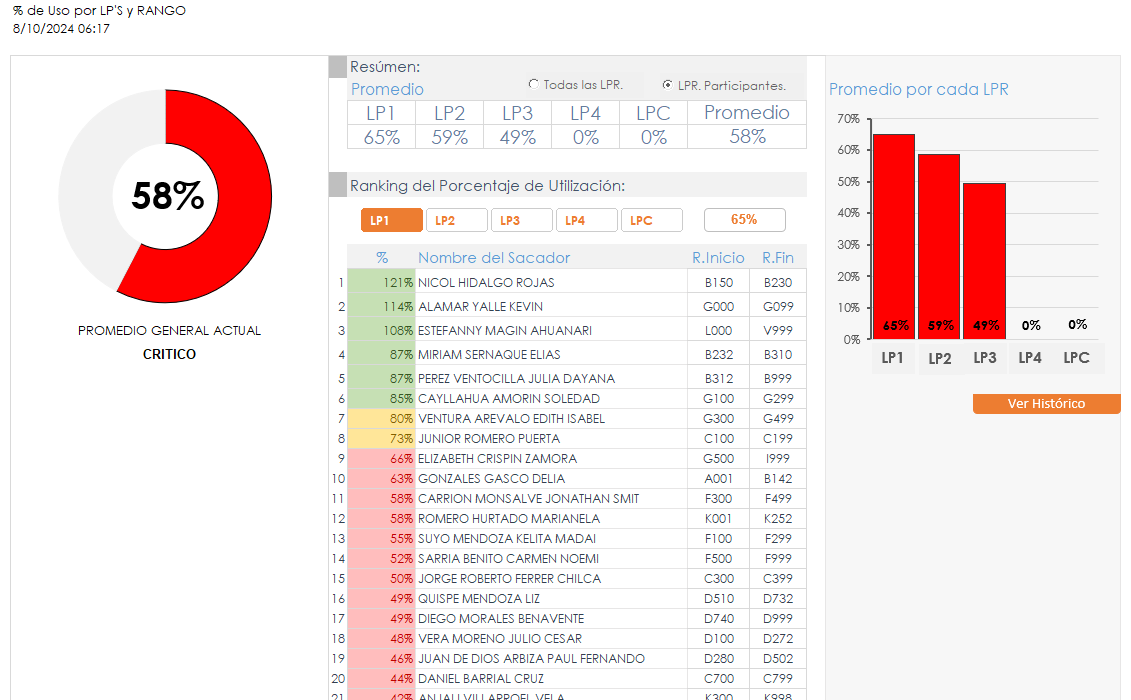 % de Uso por LP'S y RANGO
8/10/2024 06:17
58%
PROMEDIO GENERAL ACTUAL
CRITICO
Resúmen:
Promedio
Todas las LPR.
LPR. Participantes.
LP1 LP2 LP3 LP4 LPC Promedio
65% 59% 49% 0% 0% 58%
Ranking del Porcentaje de Utilización:
LP1 LP2 LP3 LP4 LPC 65%
% Nombre del Sacador R.Inicio R.Fin
1 121% NICOL HIDALGO ROJAS B150 B230
2 114% ALAMAR YALLE KEVIN G000 G099
3 108% ESTEFANNY MAGIN AHUANARI L000 V999
4 87% MIRIAM SERNAQUE ELIAS B232 B310
5 87% PEREZ VENTOCILLA JULIA DAYANA B312 B999
6 85% CAYLLAHUA AMORIN SOLEDAD G100 G299
7 80% VENTURA AREVALO EDITH ISABEL G300 G499
8 73% JUNIOR ROMERO PUERTA C100 C199
9 66% ELIZABETH CRISPIN ZAMORA G500 I999
10 63% GONZALES GASCO DELIA A001 B142
11 58% CARRION MONSALVE JONATHAN SMIT F300 F499
12 58% ROMERO HURTADO MARIANELA K001 K252
13 55% SUYO MENDOZA KELITA MADAI F100 F299
14 52% SARRIA BENITO CARMEN NOEMI F500 F999
15 50% JORGE ROBERTO FERRER CHILCA C300 C399
16 49% QUISPE MENDOZA LIZ D510 D732
17 49% DIEGO MORALES BENAVENTE D740 D999
18 48% VERA MORENO JULIO CESAR D100 D272
19 46% JUAN DE DIOS ARBIZA PAUL FERNANDO D280 D502
20 44% DANIEL BARRIAL CRUZ C700 C799
21 42% ANJALI VILLARROEL VELA K300 K998
Promedio por cada LPR
70%
60%
50%
40%
30%
20%
10%
0%
65% 59% 49% 0% 0%
LP1 LP2 LP3 LP4 LPC
Ver Histórico